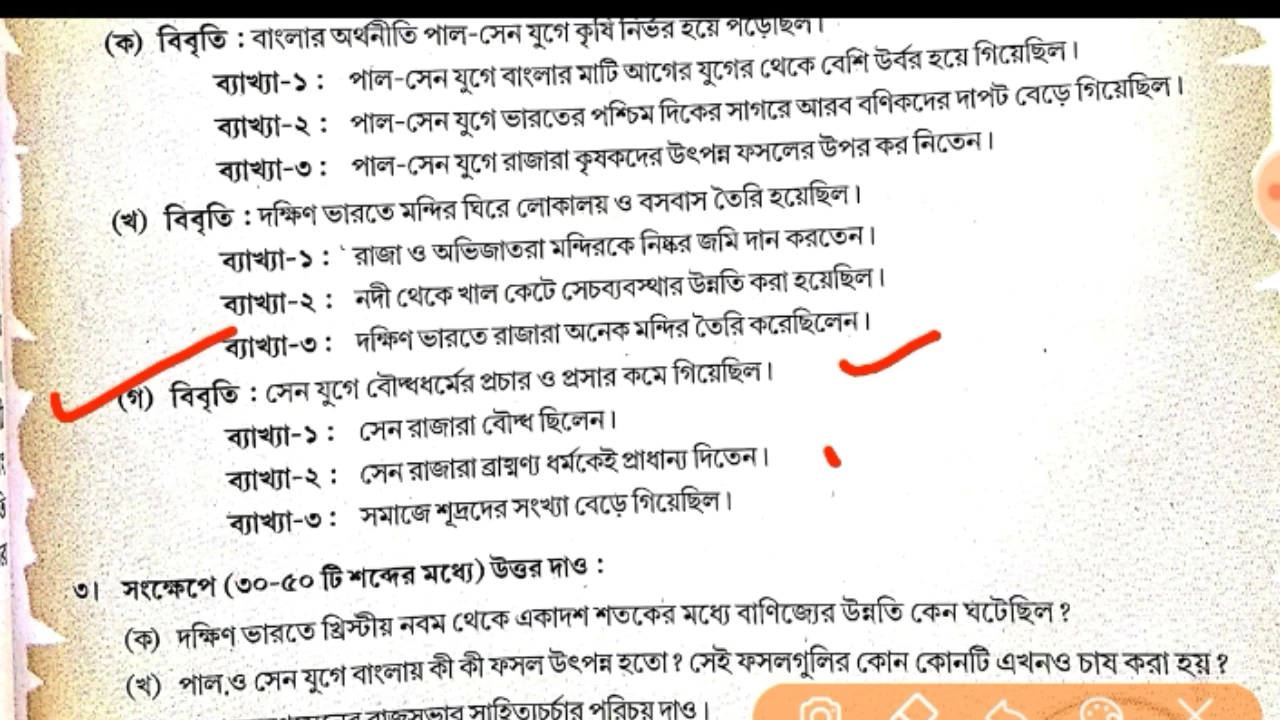 (ক) বিবৃতি : বাংলার অর্থনীতি পাল-সেন যুগে কৃষি নির্ভর হয়ে পড়েছিল।
ব্যাখ্যা-১ : পাল-সেন যুগে বাংলার মাটি আগের যুগের থেকে বেশি উর্বর হয়ে গিয়েছিল।
ব্যাখ্যা-২ : পাল-সেন যুগে ভারতের পশ্চিম দিকের সাগরে আরব বণিকদের দাপট বেড়ে গিয়েছিল।
ব্যাখ্যা-৩ : পাল-সেন যুগে রাজারা কৃষকদের উৎপন্ন ফসলের উপর কর নিতেন।
(খ) বিবৃতি : দক্ষিণ ভারতে মন্দির ঘিরে লোকালয় ও বসবাস তৈরি হয়েছিল।
ব্যাখ্যা-১ : রাজা ও অভিজাতরা মন্দিরকে নিষ্কর জমি দান করতেন।
ব্যাখ্যা-২ : নদী থেকে খাল কেটে সেচব্যবস্থার উন্নতি করা হয়েছিল।
ব্যাখ্যা-৩ : দক্ষিণ ভারতে রাজারা অনেক মন্দির তৈরি করেছিলেন।
(গ) বিবৃতি : সেন যুগে বৌদ্ধধর্মের প্রচার ও প্রসার কমে গিয়েছিল।
ব্যাখ্যা-১ : সেন রাজারা বৌদ্ধ ছিলেন।
ব্যাখ্যা-২ : সেন রাজারা ব্রাহ্মণ্য ধর্মকেই প্রাধান্য দিতেন।
ব্যাখ্যা-৩ : সমাজে শূদ্রদের সংখ্যা বেড়ে গিয়েছিল।
৩। সংক্ষেপে (৩০-৫০ টি শব্দের মধ্যে) উত্তর দাও :
(ক) দক্ষিণ ভারতে খ্রিস্টীয় নবম থেকে একাদশ শতকের মধ্যে বাণিজ্যের উন্নতি কেন ঘটেছিল ?
(খ) পাল ও সেন যুগে বাংলায় কী কী ফসল উৎপন্ন হতো ? সেই ফসলগুলির কোন কোনটি এখনও চাষ করা হয় ?
রাজসভার সাহিত্যচর্চার পরিচয় দাও।